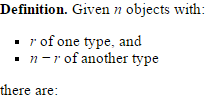 Definition. Given n objects with:
▪ r of one type, and
▪ n − r of another type
there are: